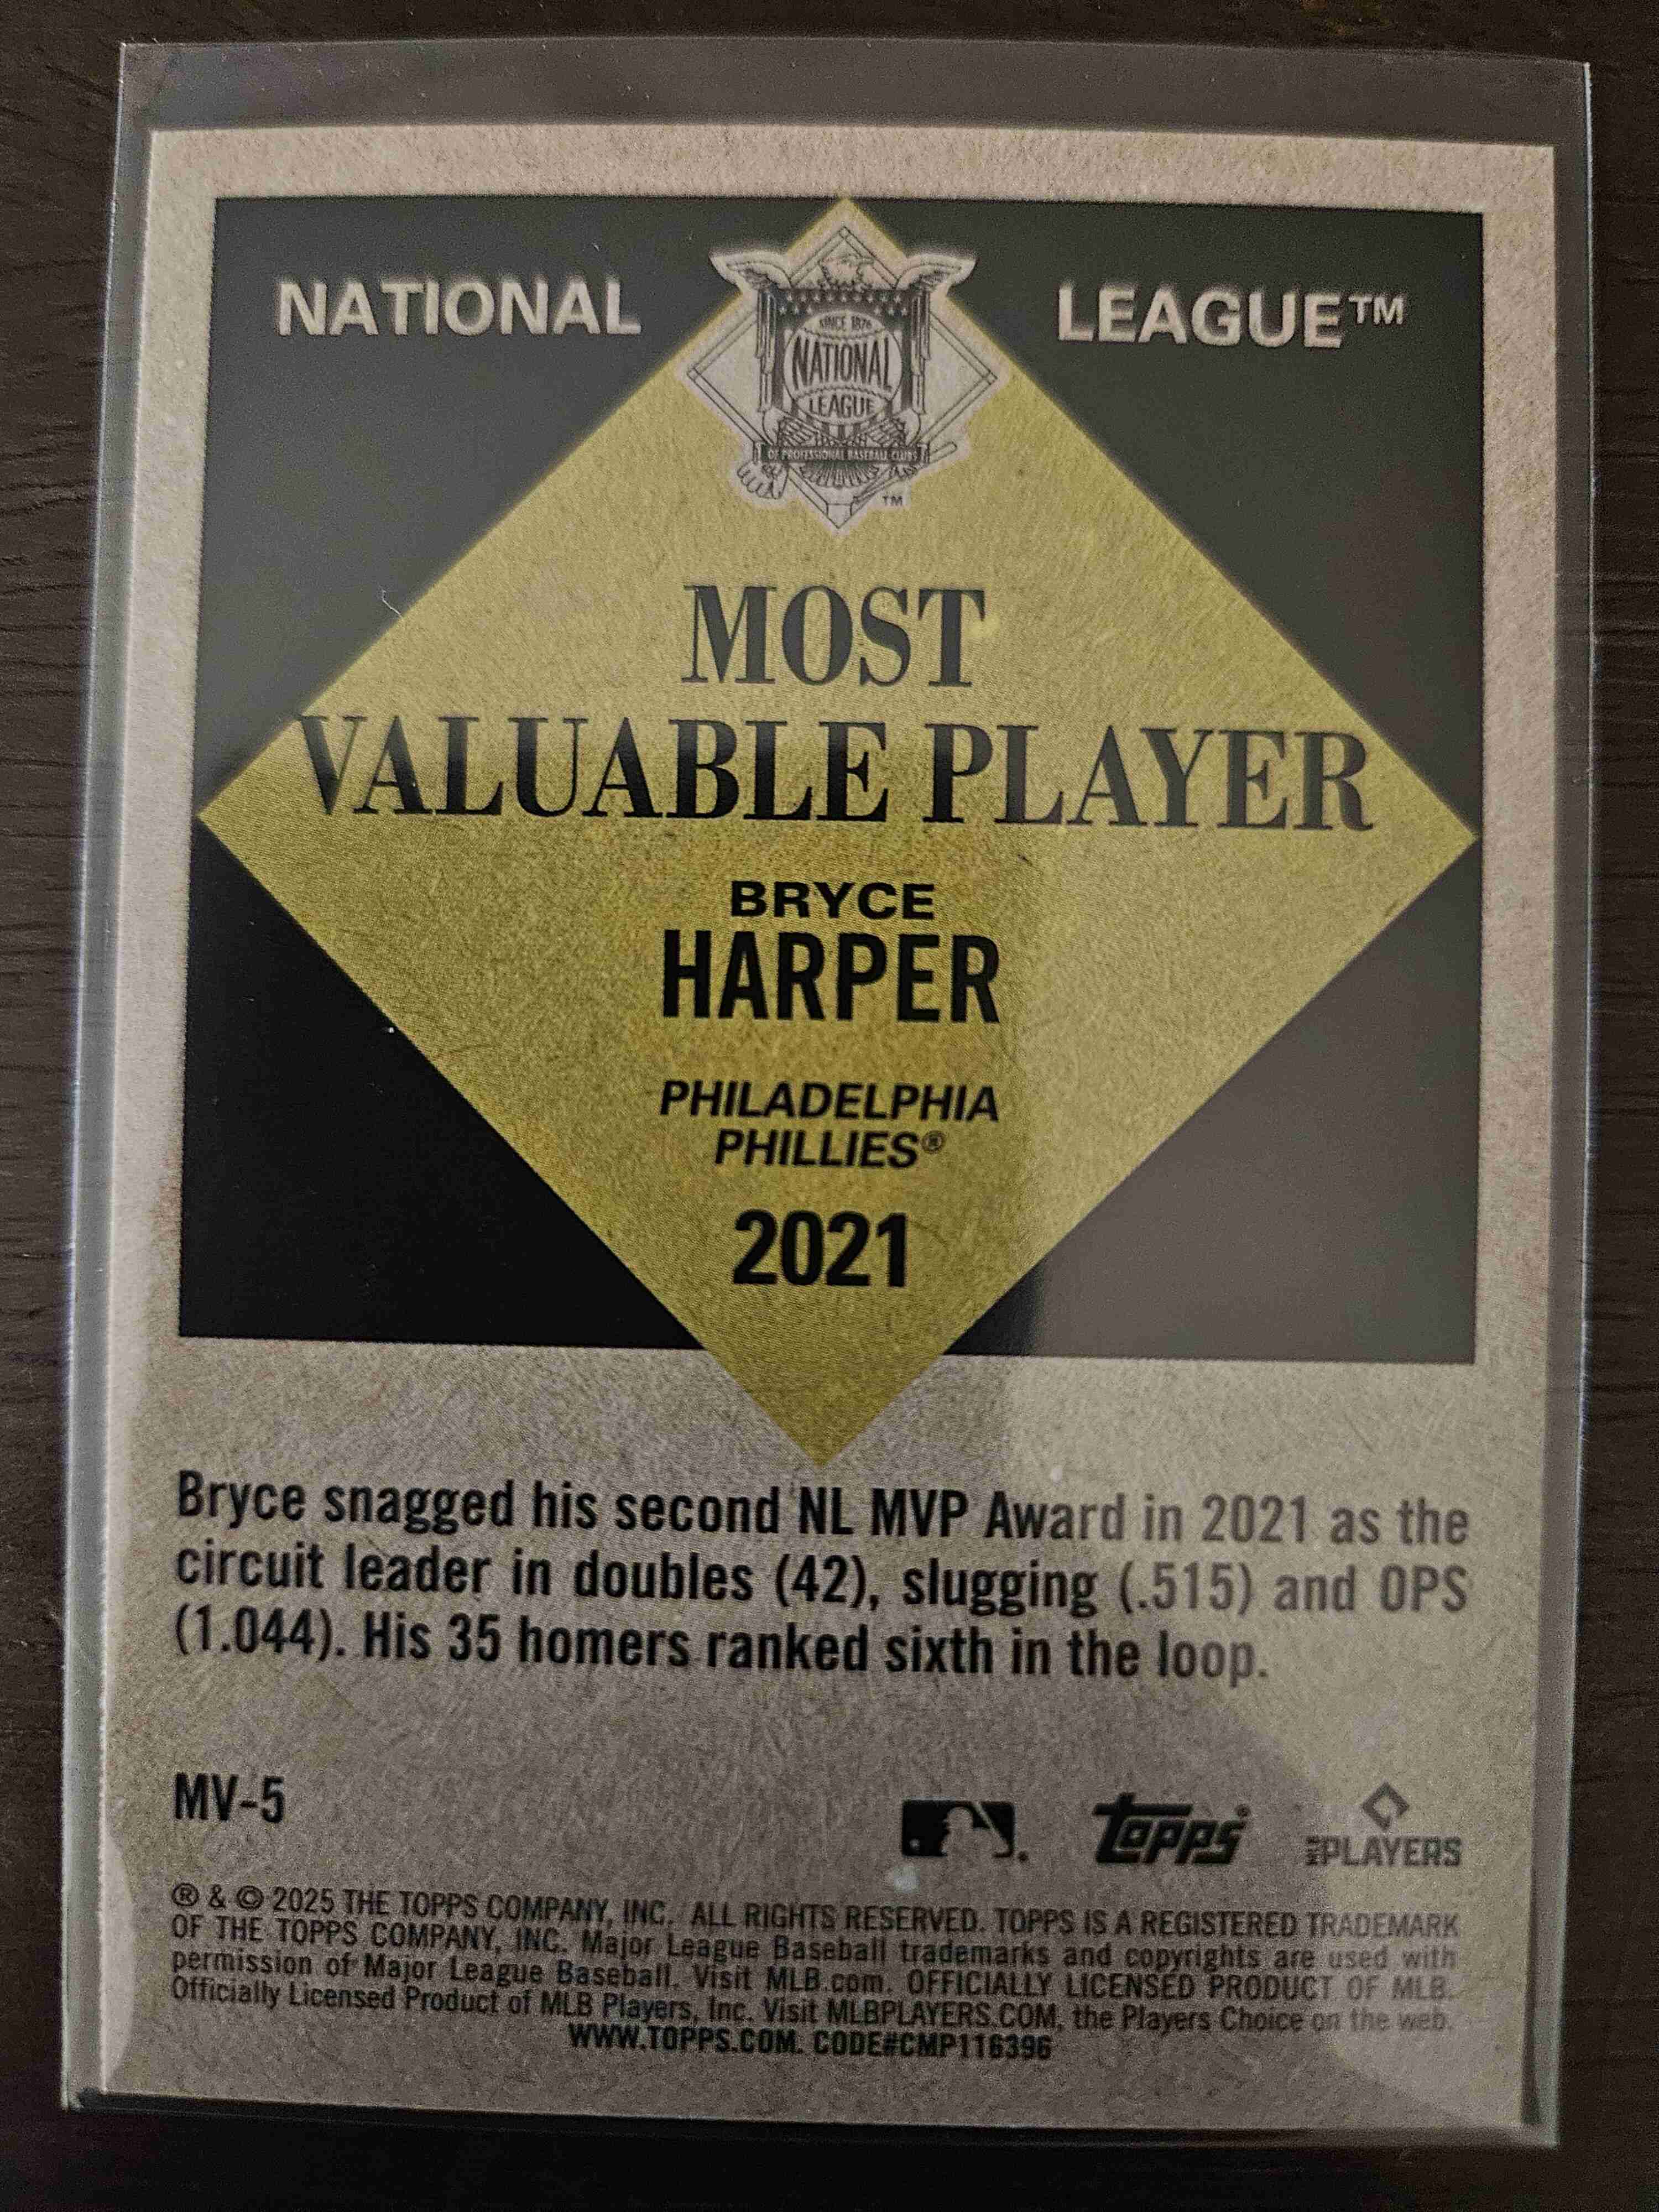 NATIONAL LEAGUE™
SINCE 1876
NATIONAL
LEAGUE
OF PROFESSIONAL BASEBALL CLUBS
TM
MOST
VALUABLE PLAYER
BRYCE
HARPER
PHILADELPHIA
PHILLIES®
2021
Bryce snagged his second NL MVP Award in 2021 as the
circuit leader in doubles (42), slugging (.515) and OPS
(1.044). His 35 homers ranked sixth in the loop.
MV-5
topps
MLB PLAYERS
® & © 2025 THE TOPPS COMPANY, INC. ALL RIGHTS RESERVED. TOPPS IS A REGISTERED TRADEMARK
OF THE TOPPS COMPANY, INC. Major League Baseball trademarks and copyrights are used with
permission of Major League Baseball. Visit MLB.com. OFFICIALLY LICENSED PRODUCT OF MLB.
Officially Licensed Product of MLB Players, Inc. Visit MLBPLAYERS.COM, the Players Choice on the web.
WWW.TOPPS.COM. CODE#CMP116396